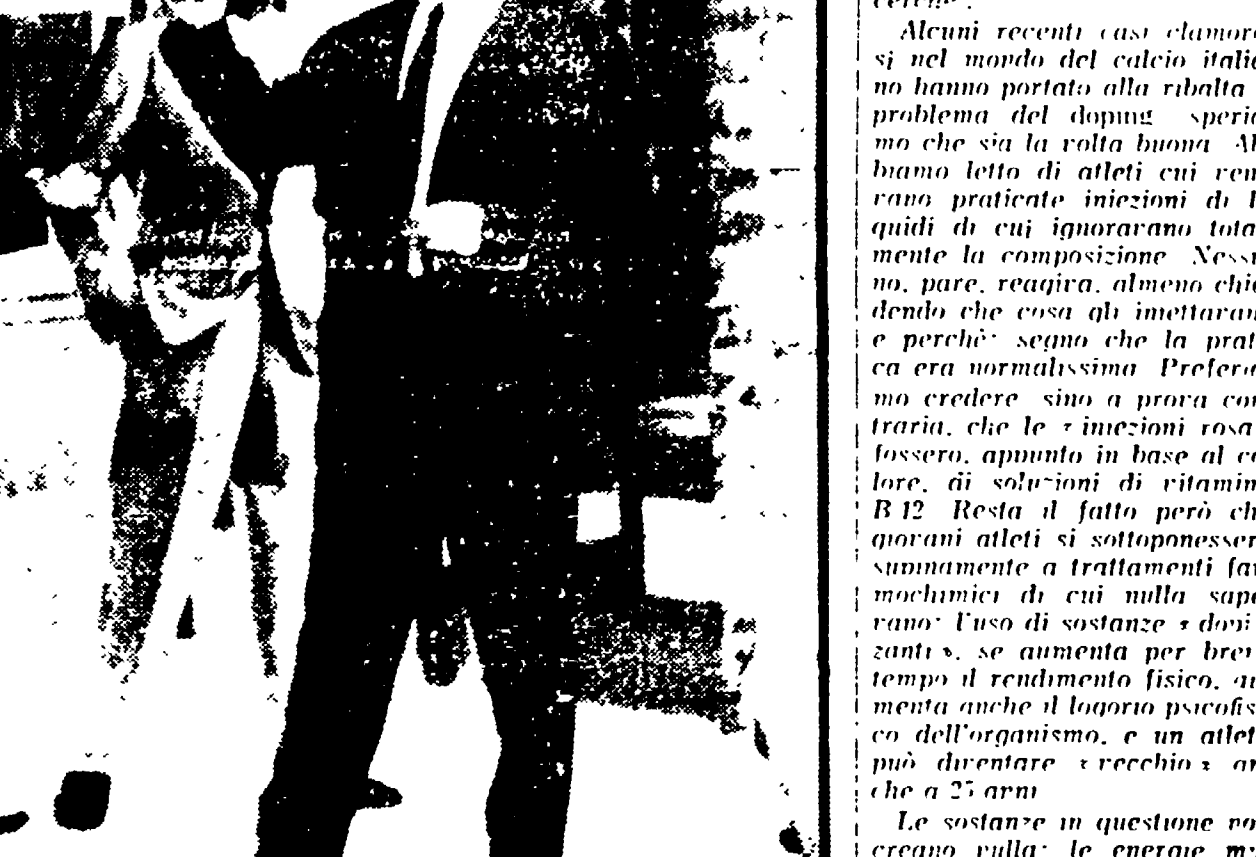 Alcuni recenti casi clamoro
si nel mondo del calcio italia
no hanno portato alla ribalta
problema del doping speria
mo che sia la volta buona Ab
biamo letto di atleti cui veni
vano praticate iniezioni di l
quidi di cui ignoravano tota
mente la composizione Nessu
no, pare, reagiva, almeno chie
dendo che cosa gli iniettavan
e perchè: segno che la prati
ca era normalissima Preferia
mo credere sino a prova con
traria, che le « iniezioni rosa
fossero, appunto in base al co
lore, di soluzioni di vitamin
B 12 Resta il fatto però ch
giovani atleti si sottoponesser
supinamente a trattamenti far
mochimici di cui nulla sape
vano: l'uso di sostanze « dopi
zanti », se aumenta per brev
tempo il rendimento fisico, au
menta anche il logorio psicofisi
co dell'organismo, e un atlet
può diventare « vecchio » an
che a 25 anni
Le sostanze in questione non
creano nulla: le energie m